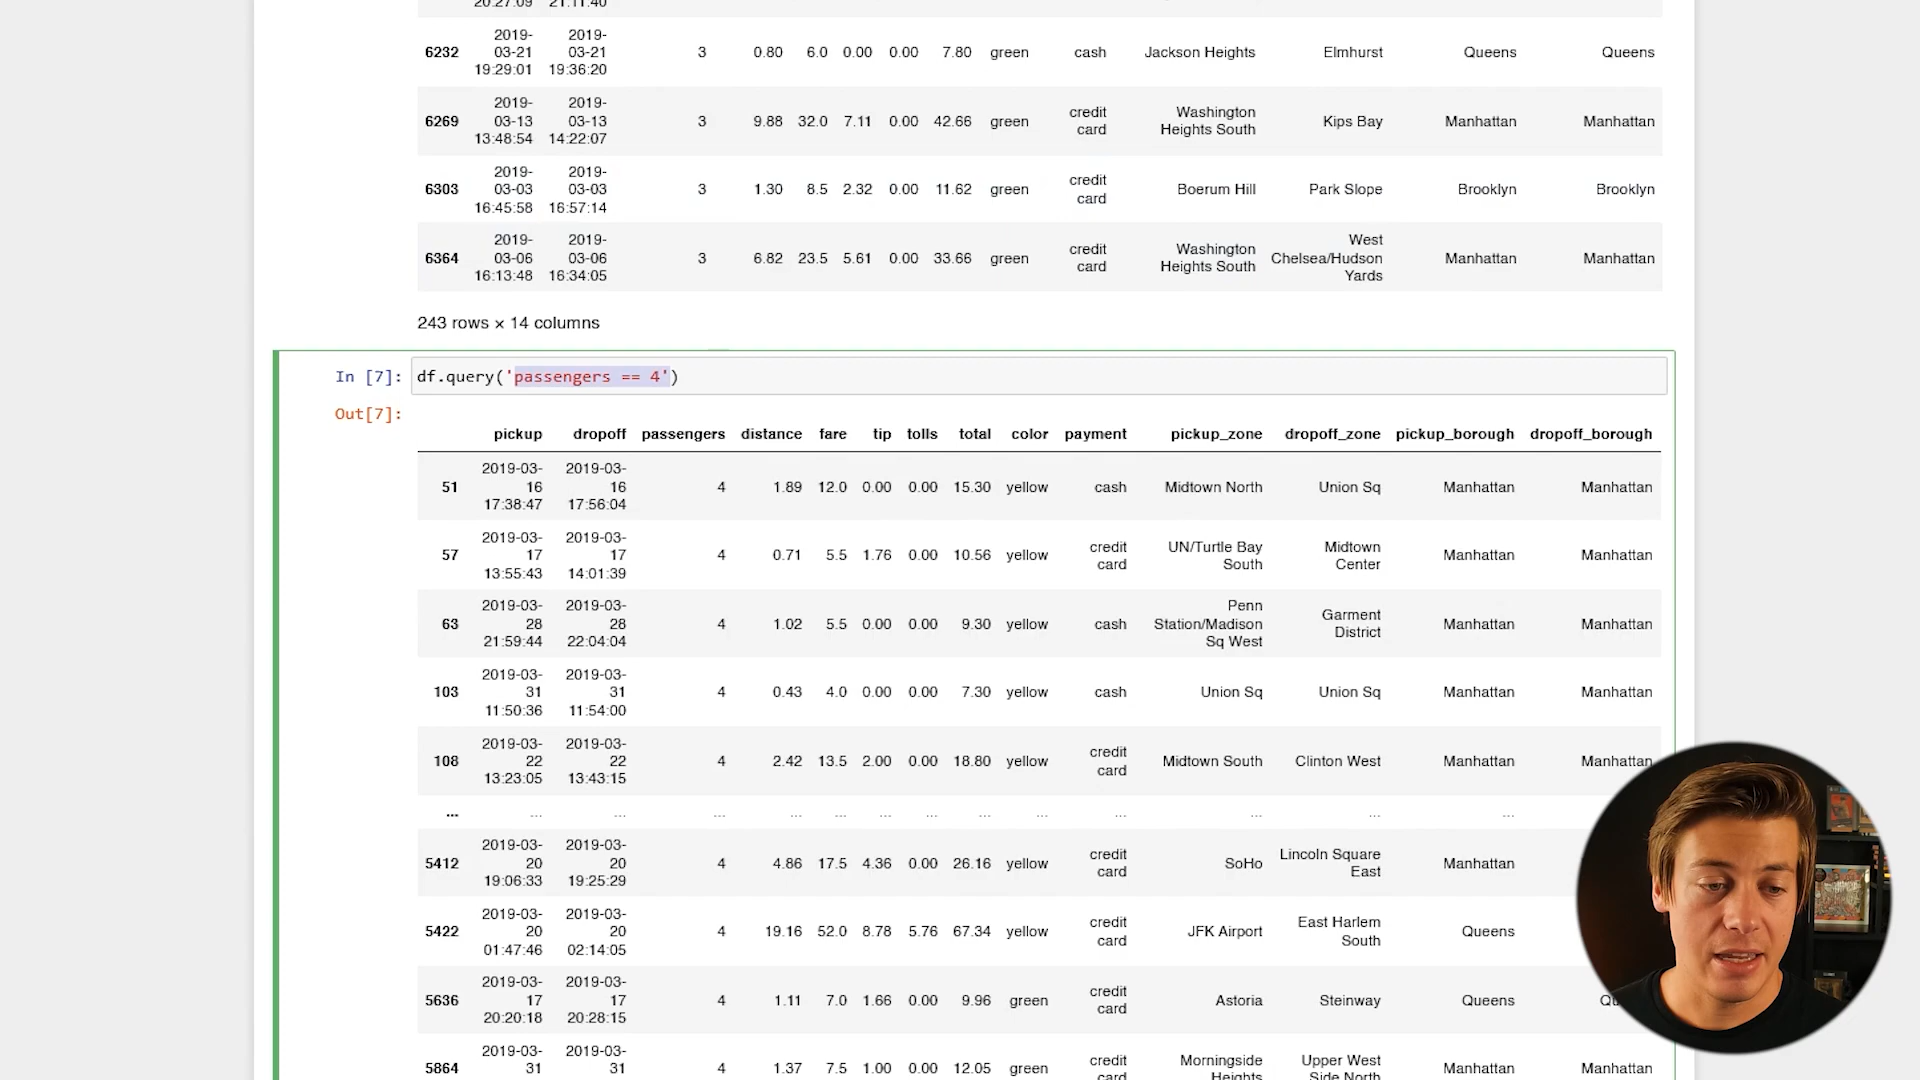 20:27:09 21:11:40
2019- 2019-
6232 03-21 03-21 3 0.80 6.0 0.00 0.00 7.80 green cash Jackson Heights Elmhurst Queens Queens
19:29:01 19:36:20
2019- 2019-
6269 03-13 03-13 3 9.88 32.0 7.11 0.00 42.66 green credit card Washington Heights South Kips Bay Manhattan Manhattan
13:48:54 14:22:07
2019- 2019-
6303 03-03 03-03 3 1.30 8.5 2.32 0.00 11.62 green credit card Boerum Hill Park Slope Brooklyn Brooklyn
16:45:58 16:57:14
2019- 2019-
6364 03-06 03-06 3 6.82 23.5 5.61 0.00 33.66 green credit card Washington Heights South West Chelsea/Hudson Yards Manhattan Manhattan
16:13:48 16:34:05
243 rows × 14 columns
In [7]: df.query('passengers == 4')
Out[7]:
pickup dropoff passengers distance fare tip tolls total color payment pickup_zone dropoff_zone pickup_borough dropoff_borough
2019-03- 2019-03-
51 16 16 4 1.89 12.0 0.00 0.00 15.30 yellow cash Midtown North Union Sq Manhattan Manhattan
17:38:47 17:56:04
2019-03- 2019-03-
57 17 17 4 0.71 5.5 1.76 0.00 10.56 yellow credit card UN/Turtle Bay South Midtown Center Manhattan Manhattan
13:55:43 14:01:39
2019-03- 2019-03-
63 28 28 4 1.02 5.5 0.00 0.00 9.30 yellow cash Penn Station/Madison Sq West Garment District Manhattan Manhattan
21:59:44 22:04:04
2019-03- 2019-03-
103 31 31 4 0.43 4.0 0.00 0.00 7.30 yellow cash Union Sq Union Sq Manhattan Manhattan
11:50:36 11:54:00
2019-03- 2019-03-
108 22 22 4 2.42 13.5 2.00 0.00 18.80 yellow credit card Midtown South Clinton West Manhattan Manhattan
13:23:05 13:43:15
... ... ... ... ... ... ... ... ... ... ... ... ... ...
2019-03- 2019-03-
5412 20 20 4 4.86 17.5 4.36 0.00 26.16 yellow credit card SoHo Lincoln Square East Manhattan
19:06:33 19:25:29
2019-03- 2019-03-
5422 20 20 4 19.16 52.0 8.78 5.76 67.34 yellow credit card JFK Airport East Harlem South Queens
01:47:46 02:14:05
2019-03- 2019-03-
5636 17 17 4 1.11 7.0 1.66 0.00 9.96 green credit card Astoria Steinway Queens
20:20:18 20:28:15
2019-03- 2019-03-
5864 31 31 4 1.37 7.5 1.00 0.00 12.05 green credit card Morningside Heights Upper West Side North Manhattan Manhattan